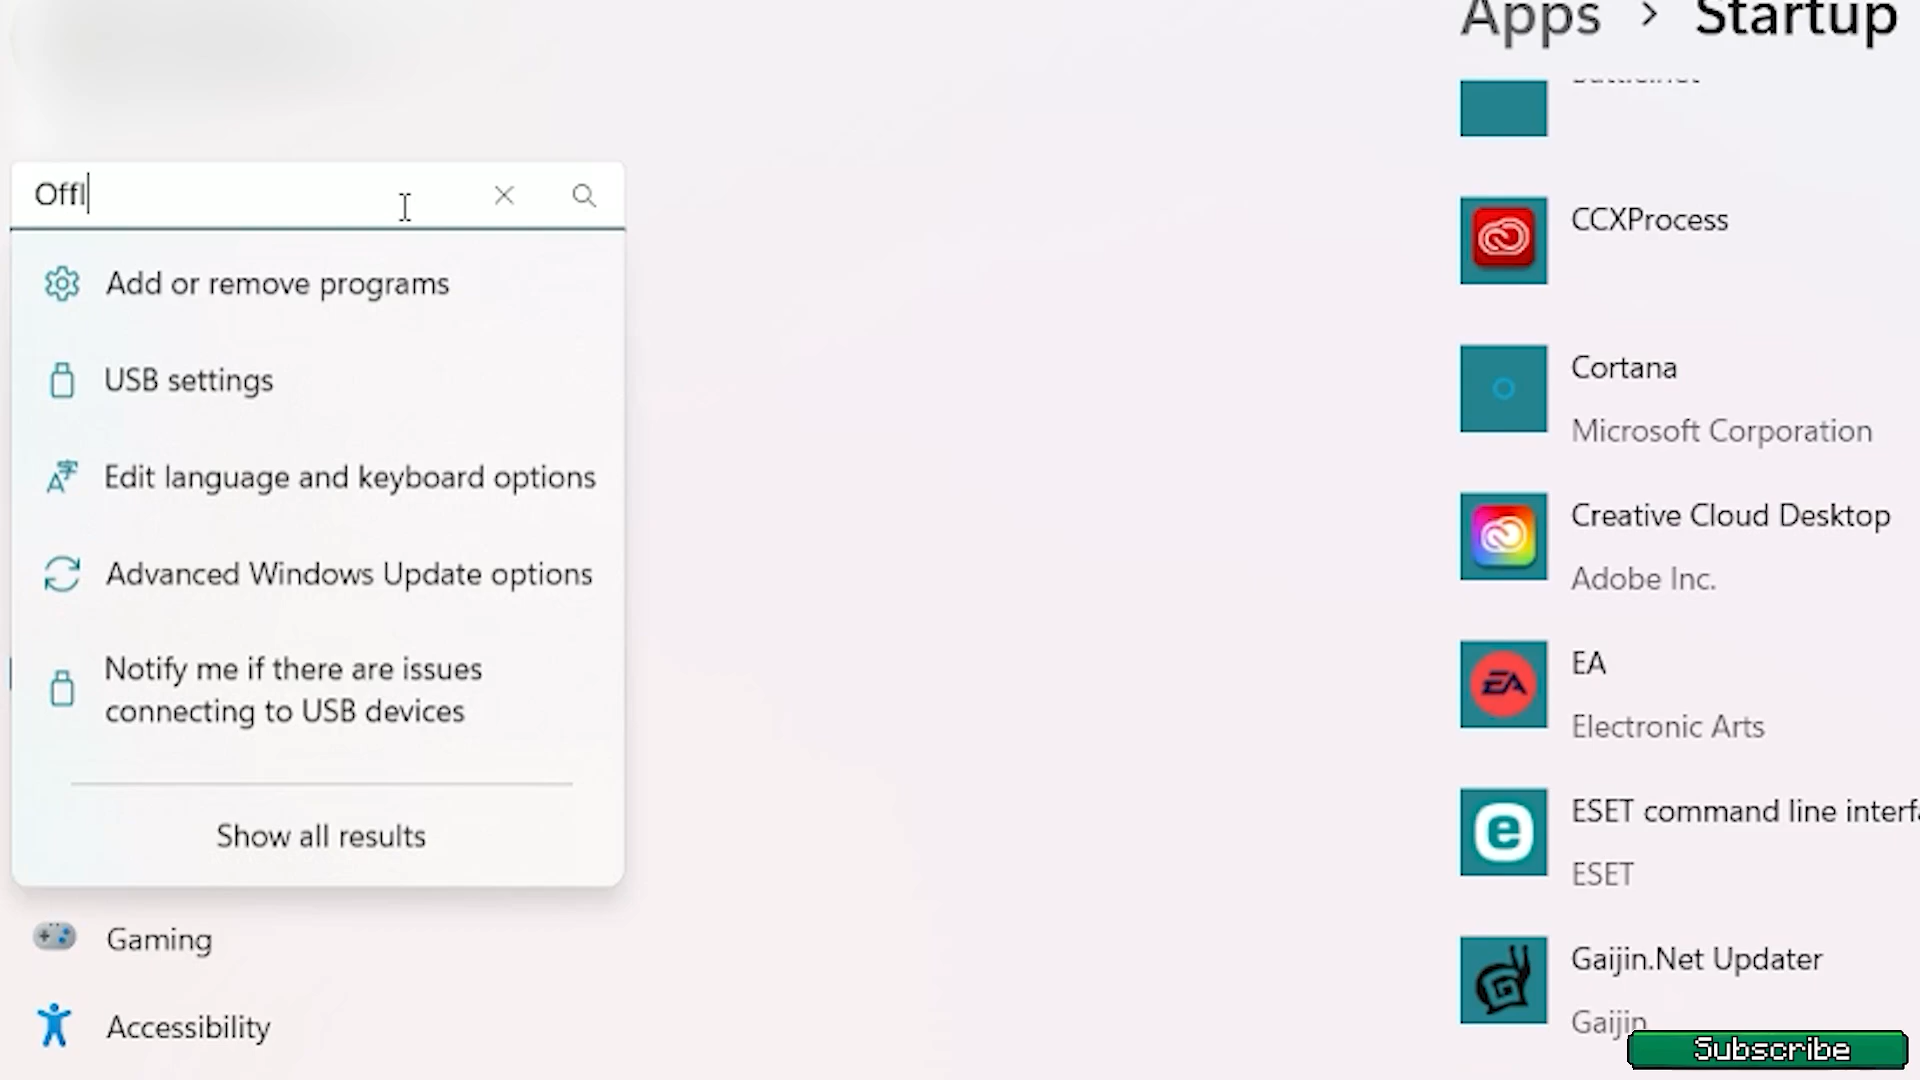 Apps > Startup
Offl
Add or remove programs
USB settings
Edit language and keyboard options
Advanced Windows Update options
Notify me if there are issues
connecting to USB devices
Show all results
Gaming
Accessibility
CCXProcess
Cortana
Microsoft Corporation
Creative Cloud Desktop
Adobe Inc.
EA
Electronic Arts
ESET command line interfa
ESET
Gaijin.Net Updater
Gaijin
Subscribe